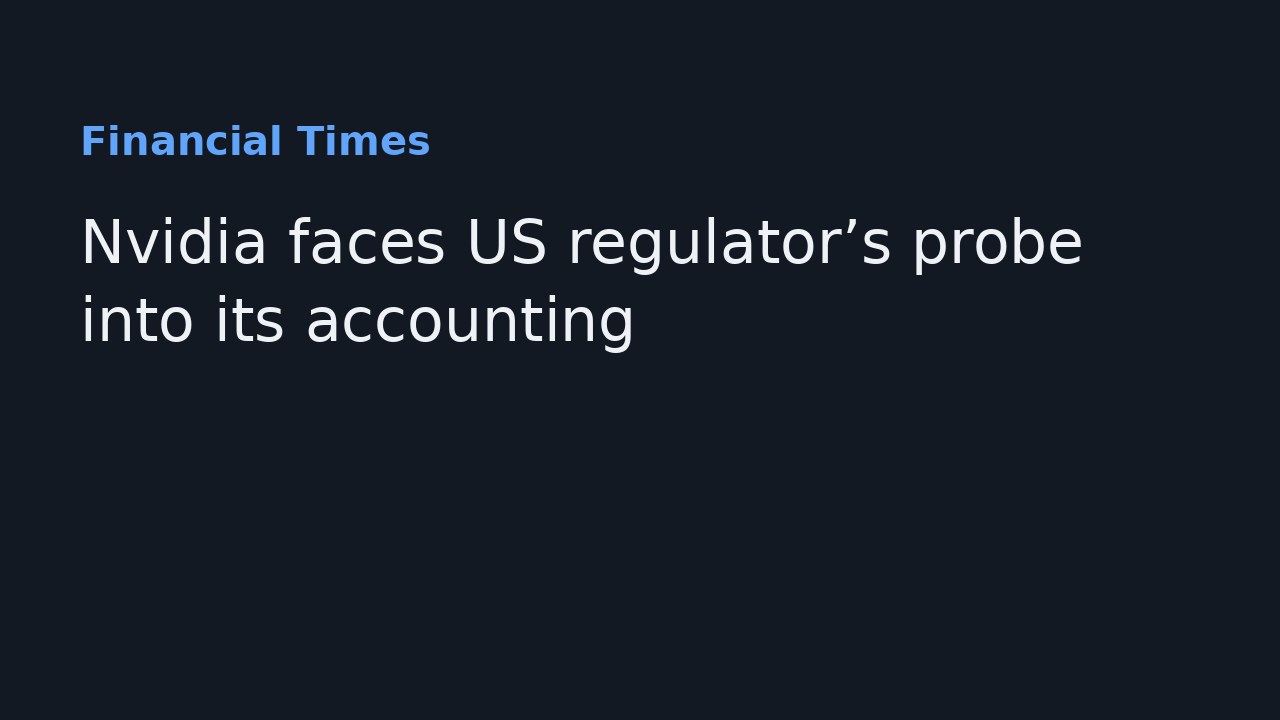 Financial Times
Nvidia faces US regulator’s probe
into its accounting